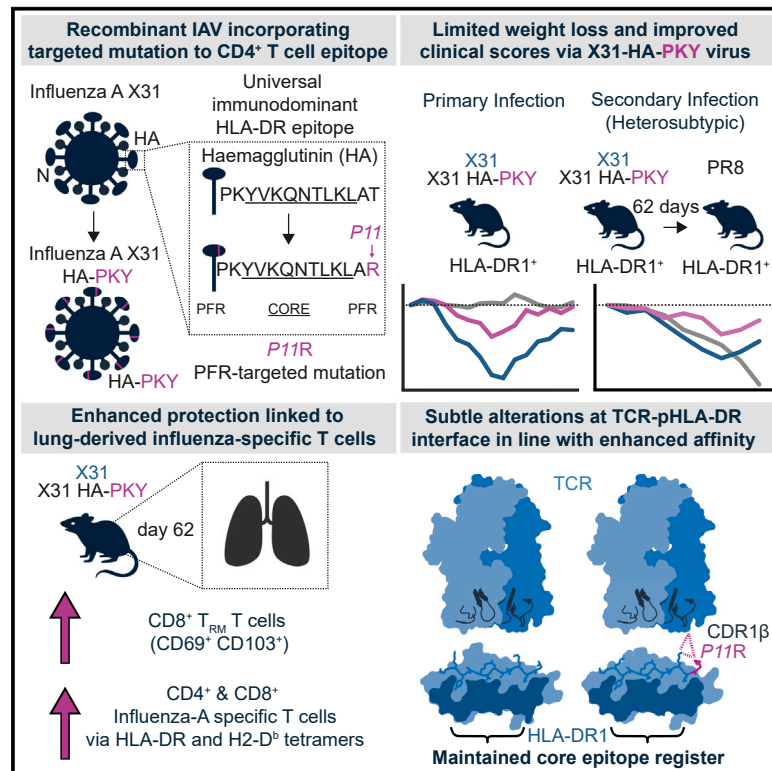 Recombinant IAV incorporating
targeted mutation to CD4⁺ T cell epitope
Influenza A X31
HA
N
Universal
immunodominant
HLA-DR epitope
Haemagglutinin (HA)
PKYVKQNTLKLAT
P11
PKYVKQNTLKLAR
PFR
CORE
PFR
Influenza A X31
HA-PKY
HA-PKY
P11R
PFR-targeted mutation
Limited weight loss and improved
clinical scores via X31-HA-PKY virus
Primary Infection
X31
X31 HA-PKY
HLA-DR1⁺
Secondary Infection
(Heterosubtypic)
X31
X31 HA-PKY
PR8
62 days
HLA-DR1⁺
HLA-DR1⁺
Enhanced protection linked to
lung-derived influenza-specific T cells
X31
X31 HA-PKY
day 62
CD8⁺ T_RM T cells
(CD69⁺ CD103⁺)
CD4⁺ & CD8⁺
Influenza-A specific T cells
via HLA-DR and H2-Dᵇ tetramers
Subtle alterations at TCR-pHLA-DR
interface in line with enhanced affinity
TCR
CDR1β
P11R
HLA-DR1
Maintained core epitope register